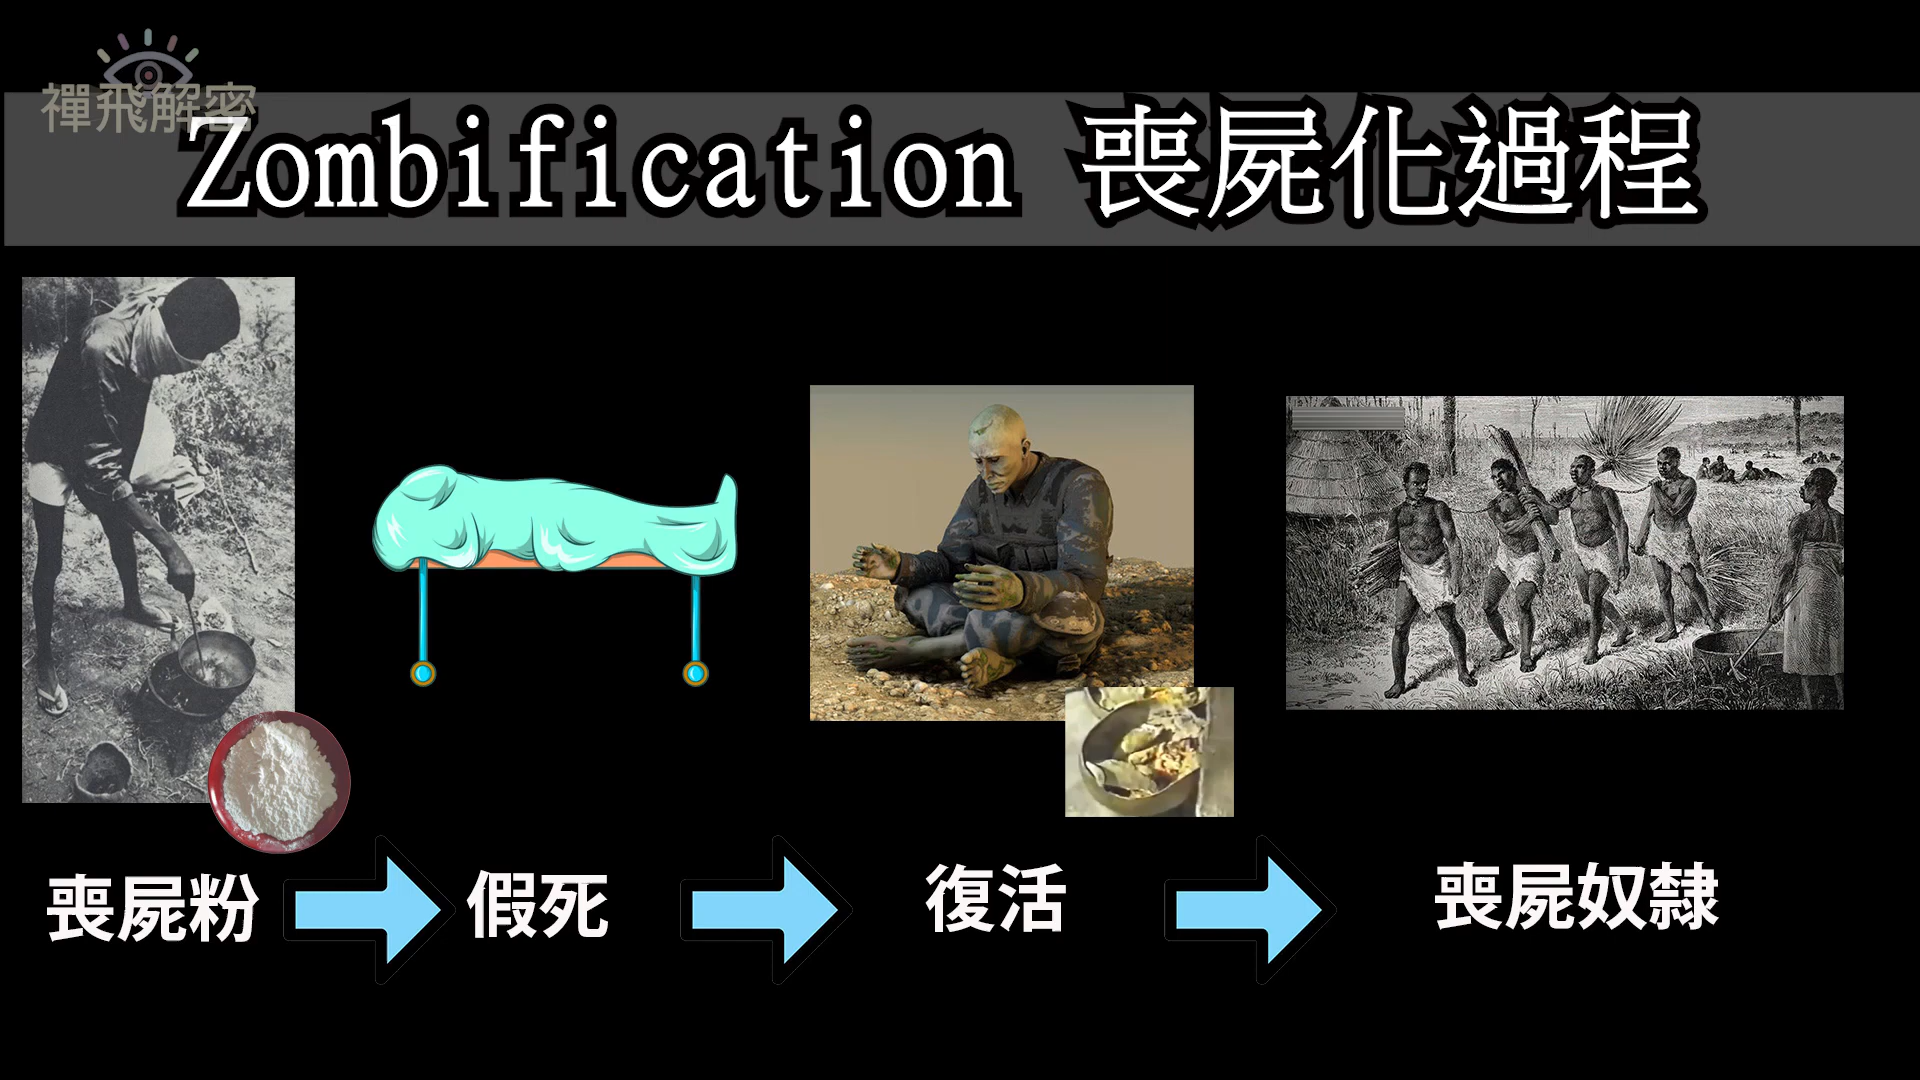 禪飛解密
Zombification 喪屍化過程
喪屍粉
假死
復活
喪屍奴隸